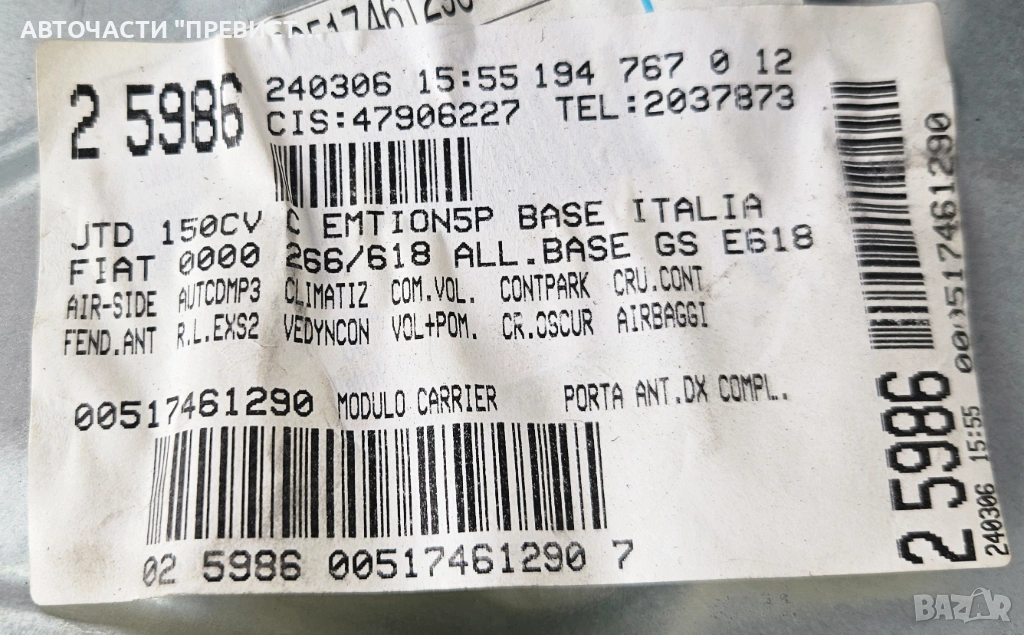 АВТОЧАСТИ "ПРЕВИСТ
2 5986
240306 15:55 194 767 0 12
CIS:47906227 TEL:2037873
JTD 150CV C EMTION5P BASE ITALIA
FIAT 0000 266/618 ALL.BASE GS E618
AIR-SIDE AUTCDMP3 CLIMATIZ COM.VOL. CONTPARK CRU.CONT
FEND.ANT R.L.EXS2 VEDYNCON VOL+POM. CR.OSCUR AIRBAGGI
00517461290 MODULO CARRIER PORTA ANT.DX COMPL.
02 5986 00517461290 7
000517461290
2 5986
240306 15:55
BAZAR